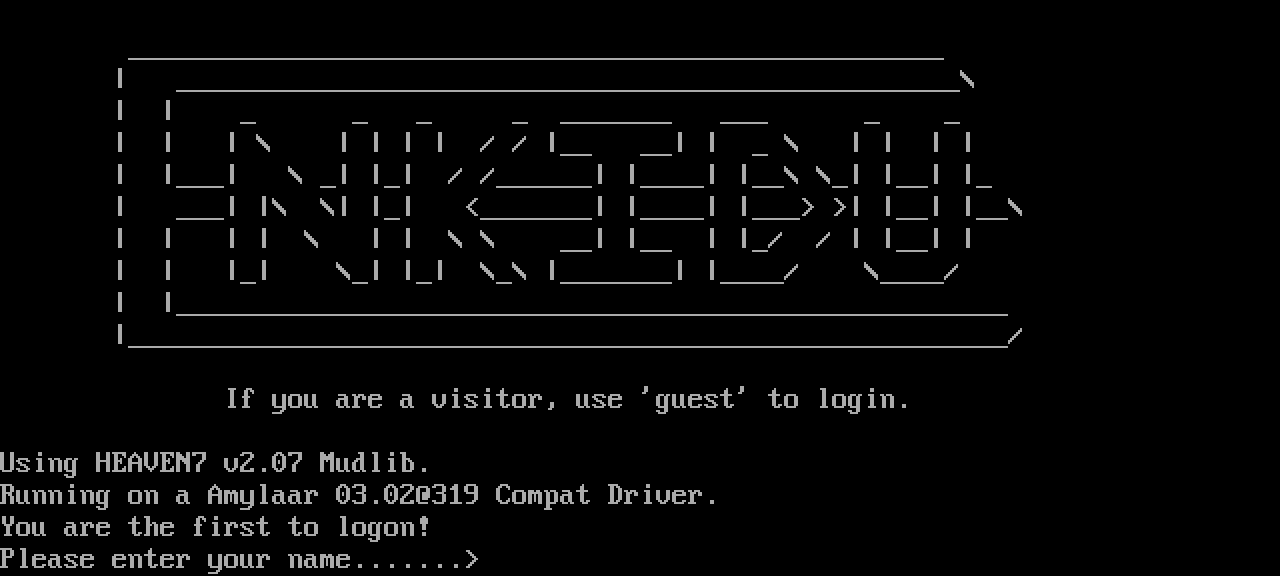 ENKIDU
If you are a visitor, use 'guest' to login.
Using HEAVEN7 v2.07 Mudlib.
Running on a Amylaar 03.02@319 Compat Driver.
You are the first to logon!
Please enter your name.......>